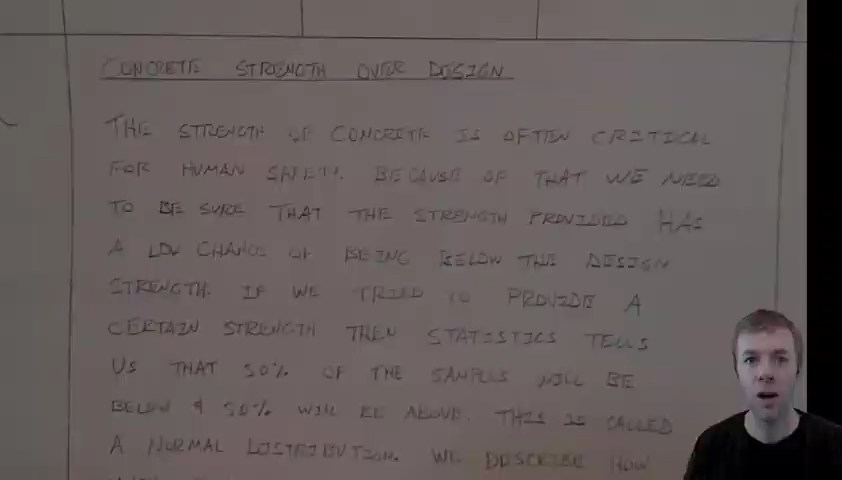 CONCRETE STRENGTH OVER DESIGN
THE STRENGTH OF CONCRETE IS OFTEN CRITICAL
FOR HUMAN SAFETY. BECAUSE OF THAT WE NEED
TO BE SURE THAT THE STRENGTH PROVIDED HAS
A LOW CHANCE OF BEING BELOW THE DESIGN
STRENGTH. IF WE TRIED TO PROVIDE A
CERTAIN STRENGTH THEN STATISTICS TELLS
US THAT 50% OF THE SAMPLES WILL BE
BELOW & 50% WILL BE ABOVE. THIS IS CALLED
A NORMAL DISTRIBUTION. WE DESCRIBE HOW